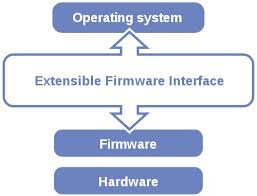 Operating system
Extensible Firmware Interface
Firmware
Hardware